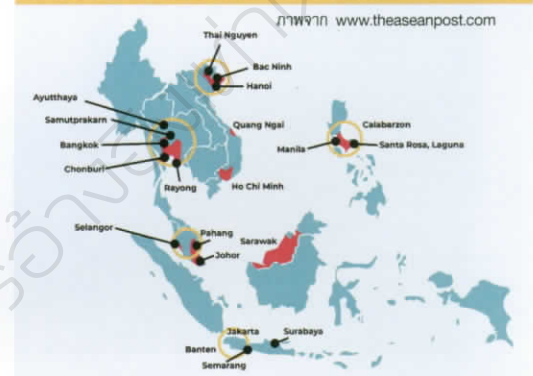 ภาพจาก www.theaseanpost.com
Thai Nguyen
Bac Ninh
Hanoi
Ayutthaya
Samutprakarn
Bangkok
Chonburi
Rayong
Quang Ngai
Ho Chi Minh
Calabarzon
Manila
Santa Rosa, Laguna
Selangor
Pahang
Johor
Sarawak
Jakarta
Surabaya
Banten
Semarang